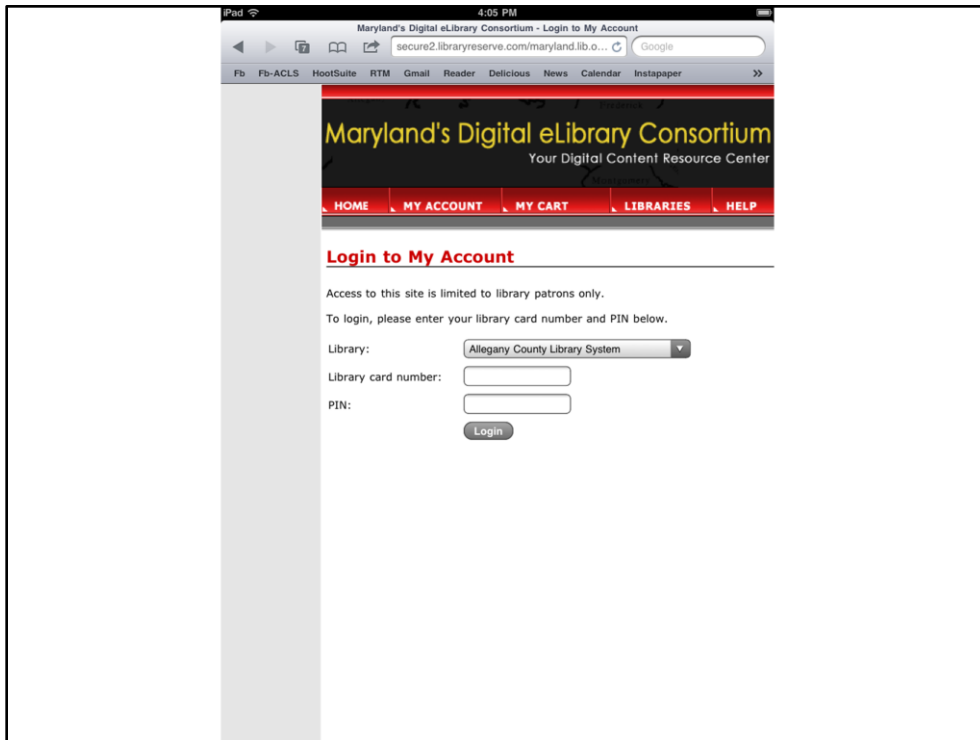 iPad 4:05 PM
Maryland's Digital eLibrary Consortium - Login to My Account
7 secure2.libraryreserve.com/maryland.lib.o... Google
Fb Fb-ACLS HootSuite RTM Gmail Reader Delicious News Calendar Instapaper »
Frederick
Maryland's Digital eLibrary Consortium
Your Digital Content Resource Center
Montgomery
HOME MY ACCOUNT MY CART LIBRARIES HELP
Login to My Account
Access to this site is limited to library patrons only.
To login, please enter your library card number and PIN below.
Library: Allegany County Library System
Library card number:
PIN:
Login